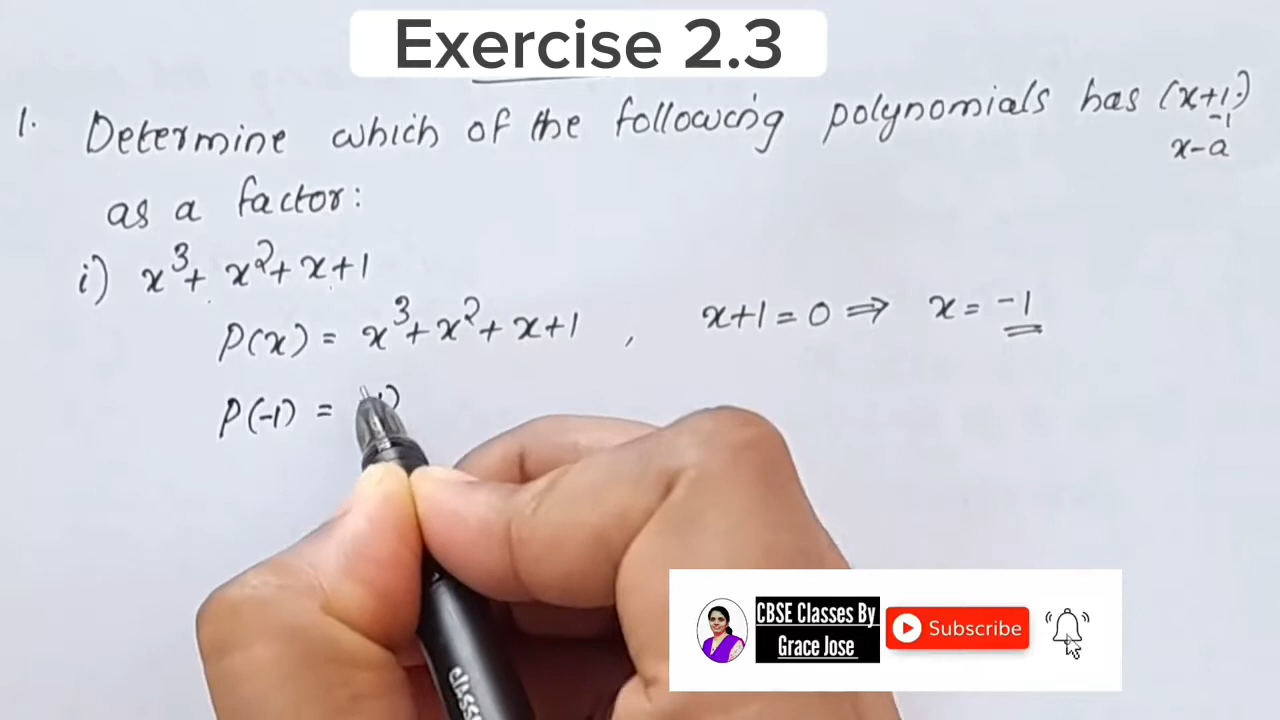 Exercise 2.3
1. Determine which of the following polynomials has (x+1)
-1
x-a
as a factor:
i) x³+ x²+ x+1
P(x) = x³+x²+ x+1 , x+1=0 ⇒ x= -1
P(-1) =
CBSE Classes By
Grace Jose
Subscribe